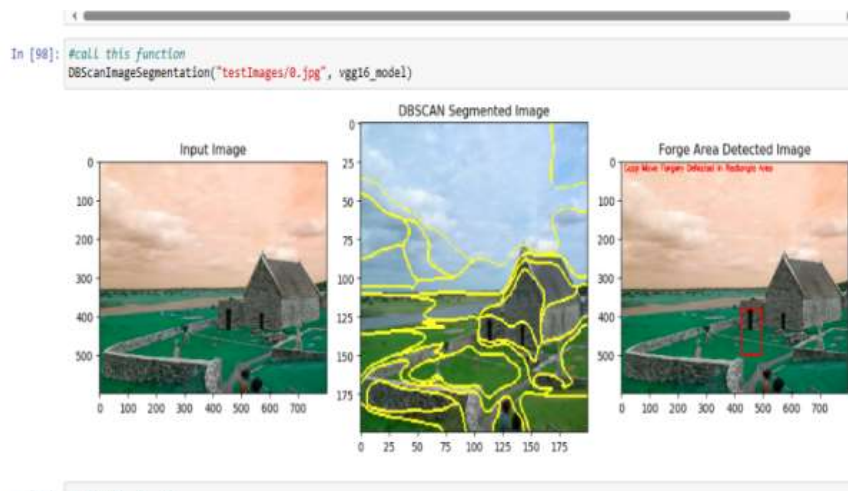 In [98]: #call this function
DBScanImageSegmentation("testImages/0.jpg", vgg16_model)
Input Image
0
100
200
300
400
500
0 100 200 300 400 500 600 700
DBSCAN Segmented Image
0
25
50
75
100
125
150
175
0 25 50 75 100 125 150 175
Forge Area Detected Image
Copy Move Forgery Detected in Rectangle Area
0
100
200
300
400
500
0 100 200 300 400 500 600 700